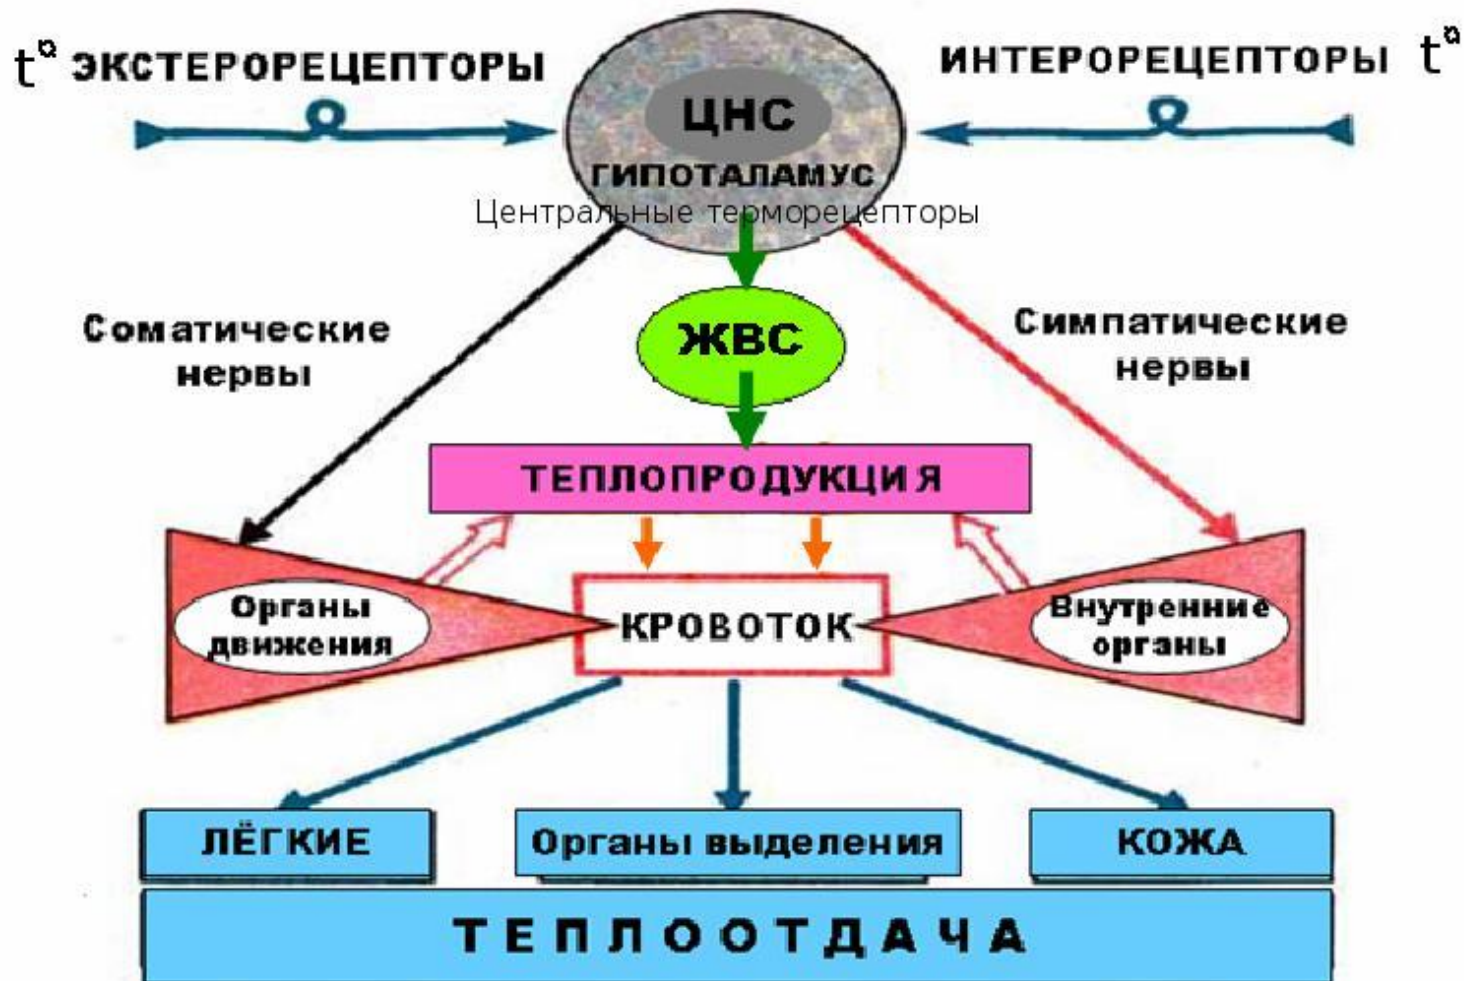 t° ЭКСТЕРОРЕЦЕПТОРЫ
ИНТЕРОРЕЦЕПТОРЫ t°
ЦНС
ГИПОТАЛАМУС
Центральные терморецепторы
Соматические
нервы
ЖВС
Симпатические
нервы
ТЕПЛОПРОДУКЦИЯ
Органы
движения
КРОВОТОК
Внутренние
органы
ЛЁГКИЕ
Органы выделения
КОЖА
ТЕПЛООТДАЧА